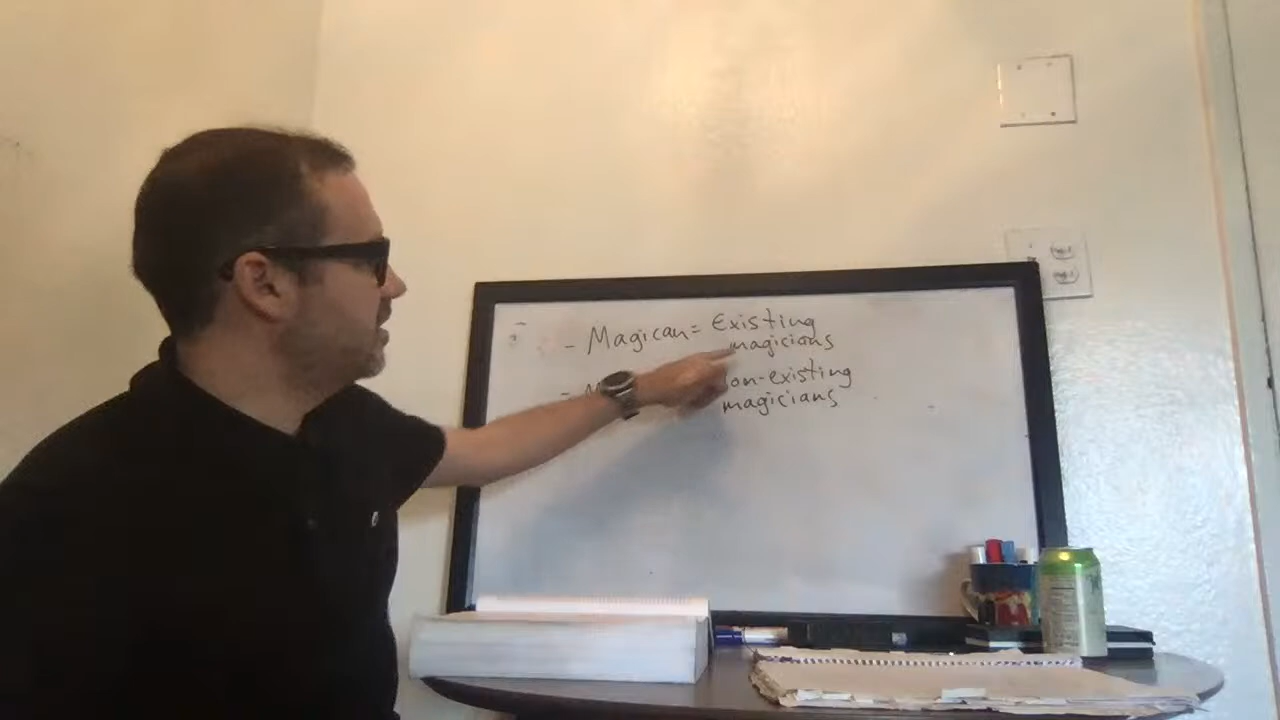 - Magican = Existing
magicians
- M on-existing
magicians